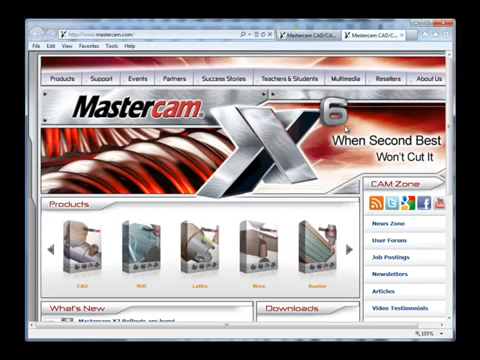 http://www.mastercam.com/
Mastercam CAD/CA...
Mastercam CAD/C...
File Edit View Favorites Tools Help
Products Support Events Partners Success Stories Teachers & Students Multimedia Resellers About Us
Mastercam
X
6
When Second Best
Won't Cut It
CAM Zone
Products
News Zone
User Forum
Job Postings
Newsletters
Articles
Video Testimonials
CAD Mill Lathe Wire Router
What's New
Downloads
105%